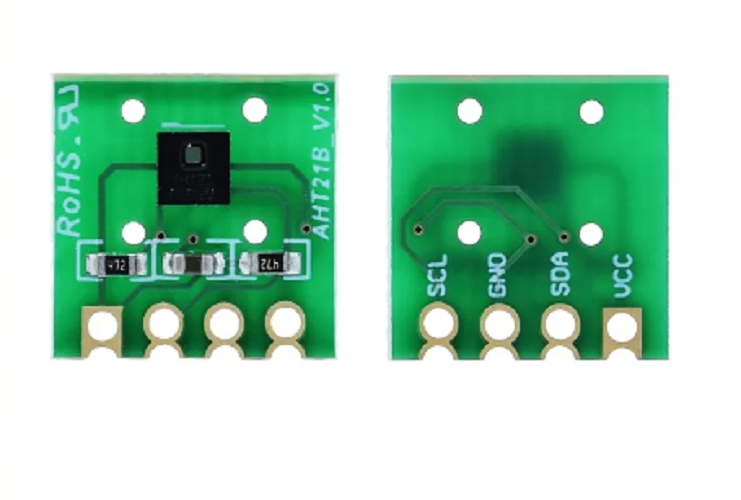 RoHS.
AHT21B_V1.0
472
472
SCL
GND
SDA
VCC